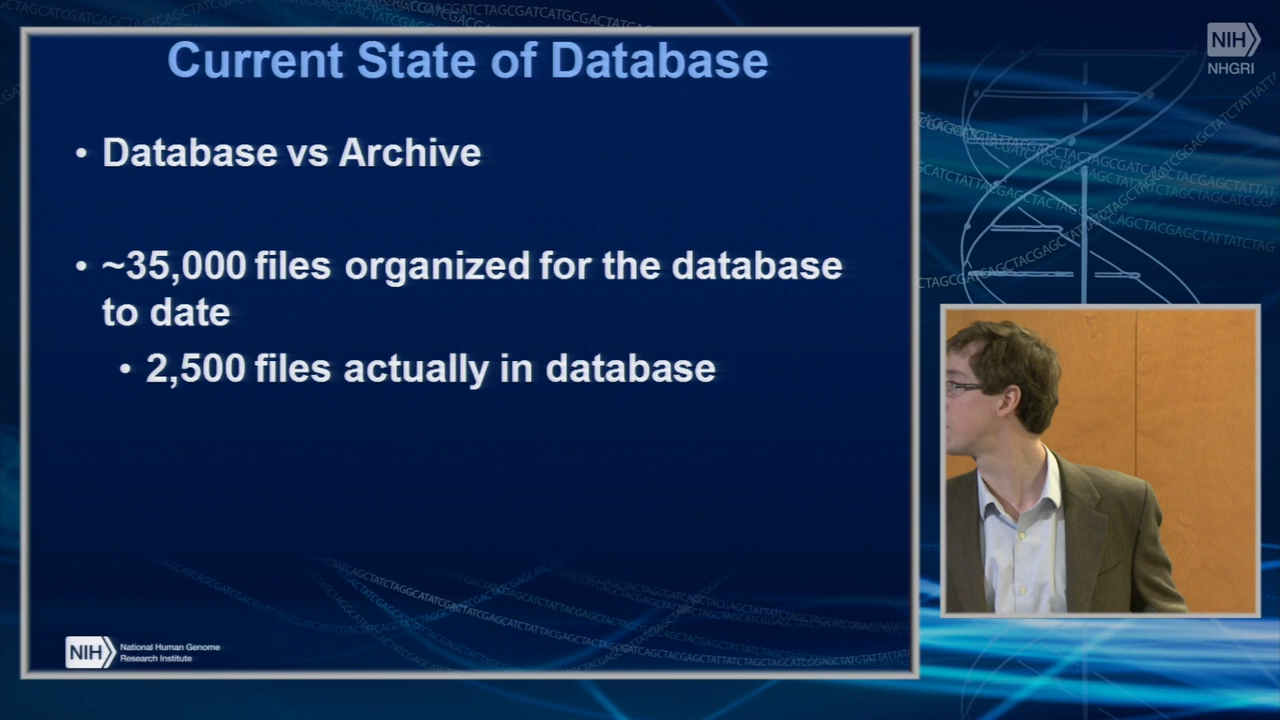 Current State of Database
• Database vs Archive
• ~35,000 files organized for the database
to date
• 2,500 files actually in database
NIH
National Human Genome
Research Institute
NIH
NHGRI